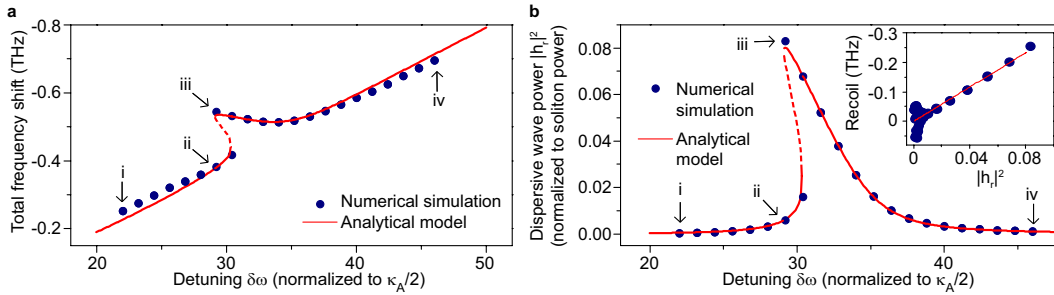 a
Total frequency shift (THz)
-0.8
-0.6
-0.4
-0.2
i
ii
iii
iv
Numerical simulation
Analytical model
20
30
40
50
Detuning δω (normalized to κA/2)
b
Dispersive wave power |hr|²
(normalized to soliton power)
0.08
0.06
0.04
0.02
0.00
iii
Numerical
simulation
Analytical
model
i
ii
iv
20
30
40
Detuning δω (normalized to κA/2)
Recoil (THz)
-0.3
-0.2
-0.1
0
0
0.04
0.08
|hr|²